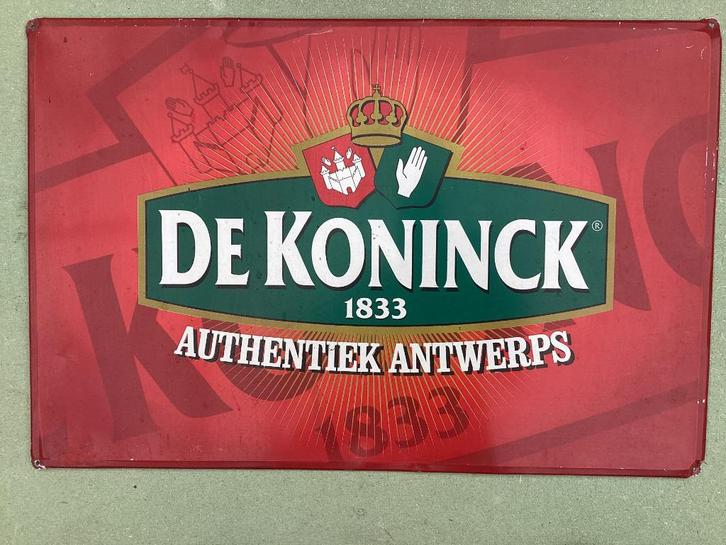 DE KONINCK®
1833
AUTHENTIEK ANTWERPS
1833